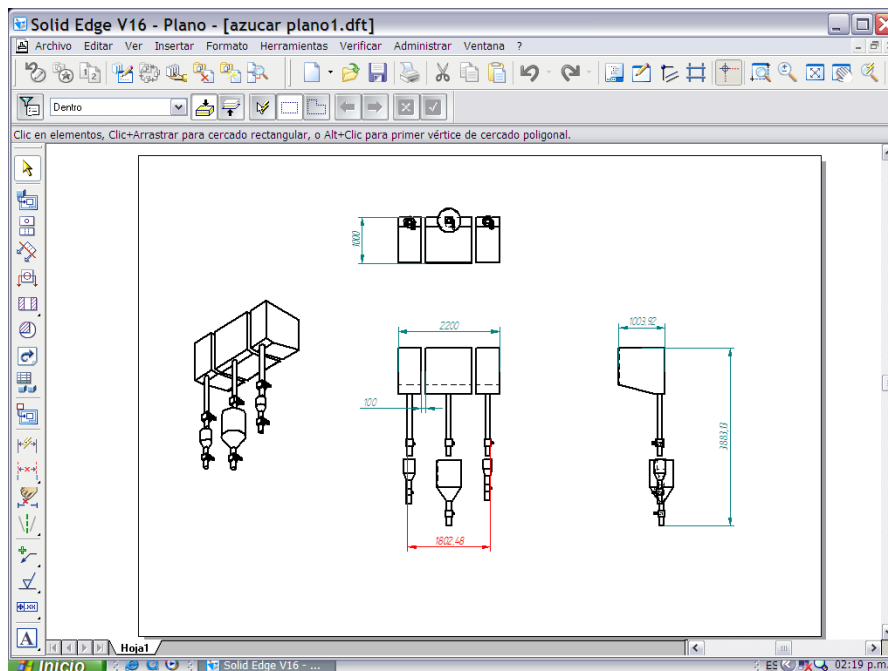 Solid Edge V16 - Plano - [azucar plano1.dft]
Archivo Editar Ver Insertar Formato Herramientas Verificar Administrar Ventana ?
Dentro
Clic en elementos, Clic+Arrastrar para cercado rectangular, o Alt+Clic para primer vértice de cercado poligonal.
1000
2200
1003,92
100
3883,13
1802,48
A
Hoja1
Inicio
Solid Edge V16 - ...
ES
02:19 p.m.